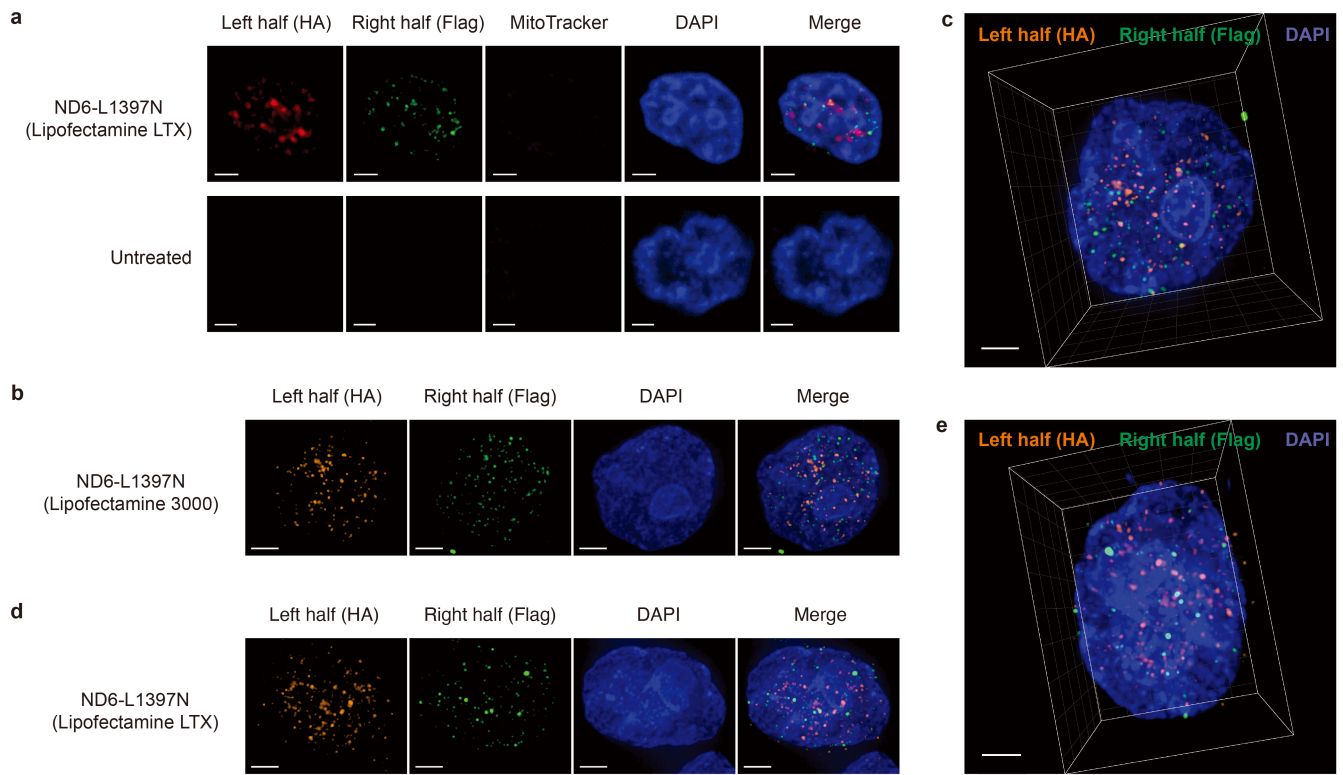 a
Left half (HA) Right half (Flag) MitoTracker DAPI Merge
ND6-L1397N
(Lipofectamine LTX)
Untreated
c
Left half (HA) Right half (Flag) DAPI
b
Left half (HA) Right half (Flag) DAPI Merge
ND6-L1397N
(Lipofectamine 3000)
d
Left half (HA) Right half (Flag) DAPI Merge
ND6-L1397N
(Lipofectamine LTX)
e
Left half (HA) Right half (Flag) DAPI